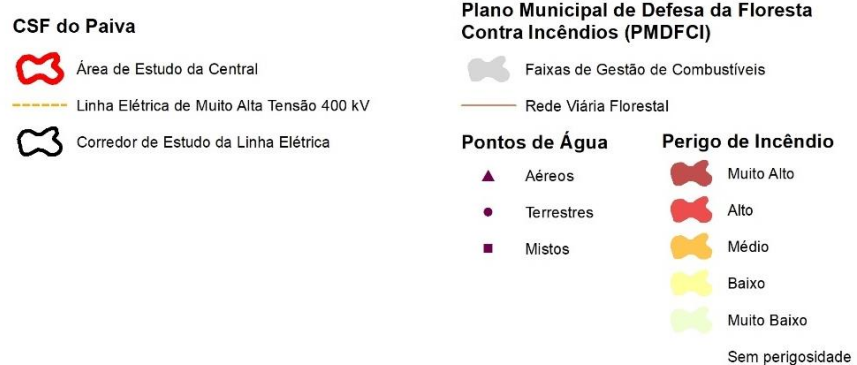 CSF do Paiva
Área de Estudo da Central
Linha Elétrica de Muito Alta Tensão 400 kV
Corredor de Estudo da Linha Elétrica
Plano Municipal de Defesa da Floresta
Contra Incêndios (PMDFCI)
Faixas de Gestão de Combustíveis
Rede Viária Florestal
Pontos de Água
Aéreos
Terrestres
Mistos
Perigo de Incêndio
Muito Alto
Alto
Médio
Baixo
Muito Baixo
Sem perigosidade